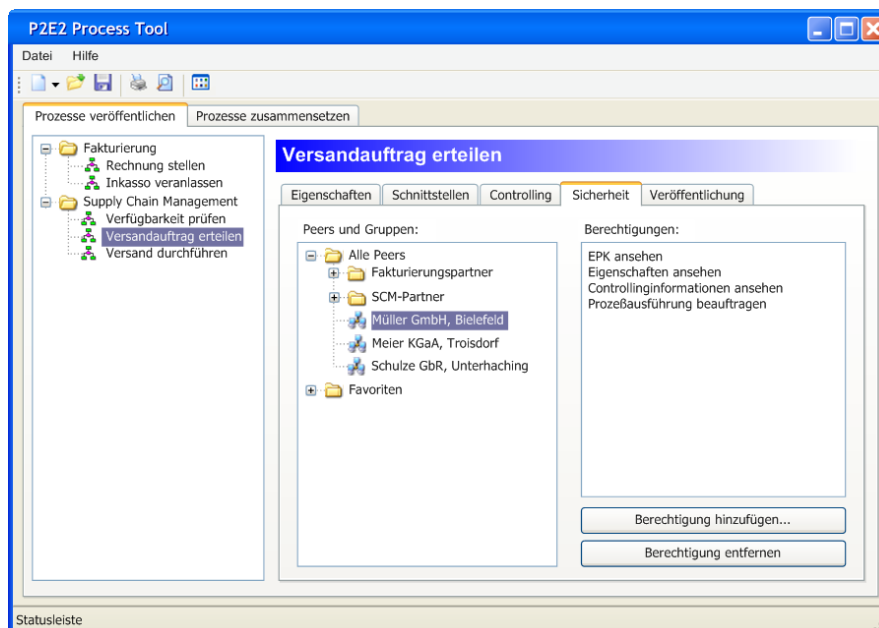 P2E2 Process Tool
Datei Hilfe
Prozesse veröffentlichen Prozesse zusammensetzen
Fakturierung
Rechnung stellen
Inkasso veranlassen
Supply Chain Management
Verfügbarkeit prüfen
Versandauftrag erteilen
Versand durchführen
Versandauftrag erteilen
Eigenschaften Schnittstellen Controlling Sicherheit Veröffentlichung
Peers und Gruppen:
Alle Peers
Fakturierungspartner
SCM-Partner
Müller GmbH, Bielefeld
Meier KGaA, Troisdorf
Schulze GbR, Unterhaching
Favoriten
Berechtigungen:
EPK ansehen
Eigenschaften ansehen
Controllinginformationen ansehen
Prozeßausführung beauftragen
Berechtigung hinzufügen...
Berechtigung entfernen
Statusleiste